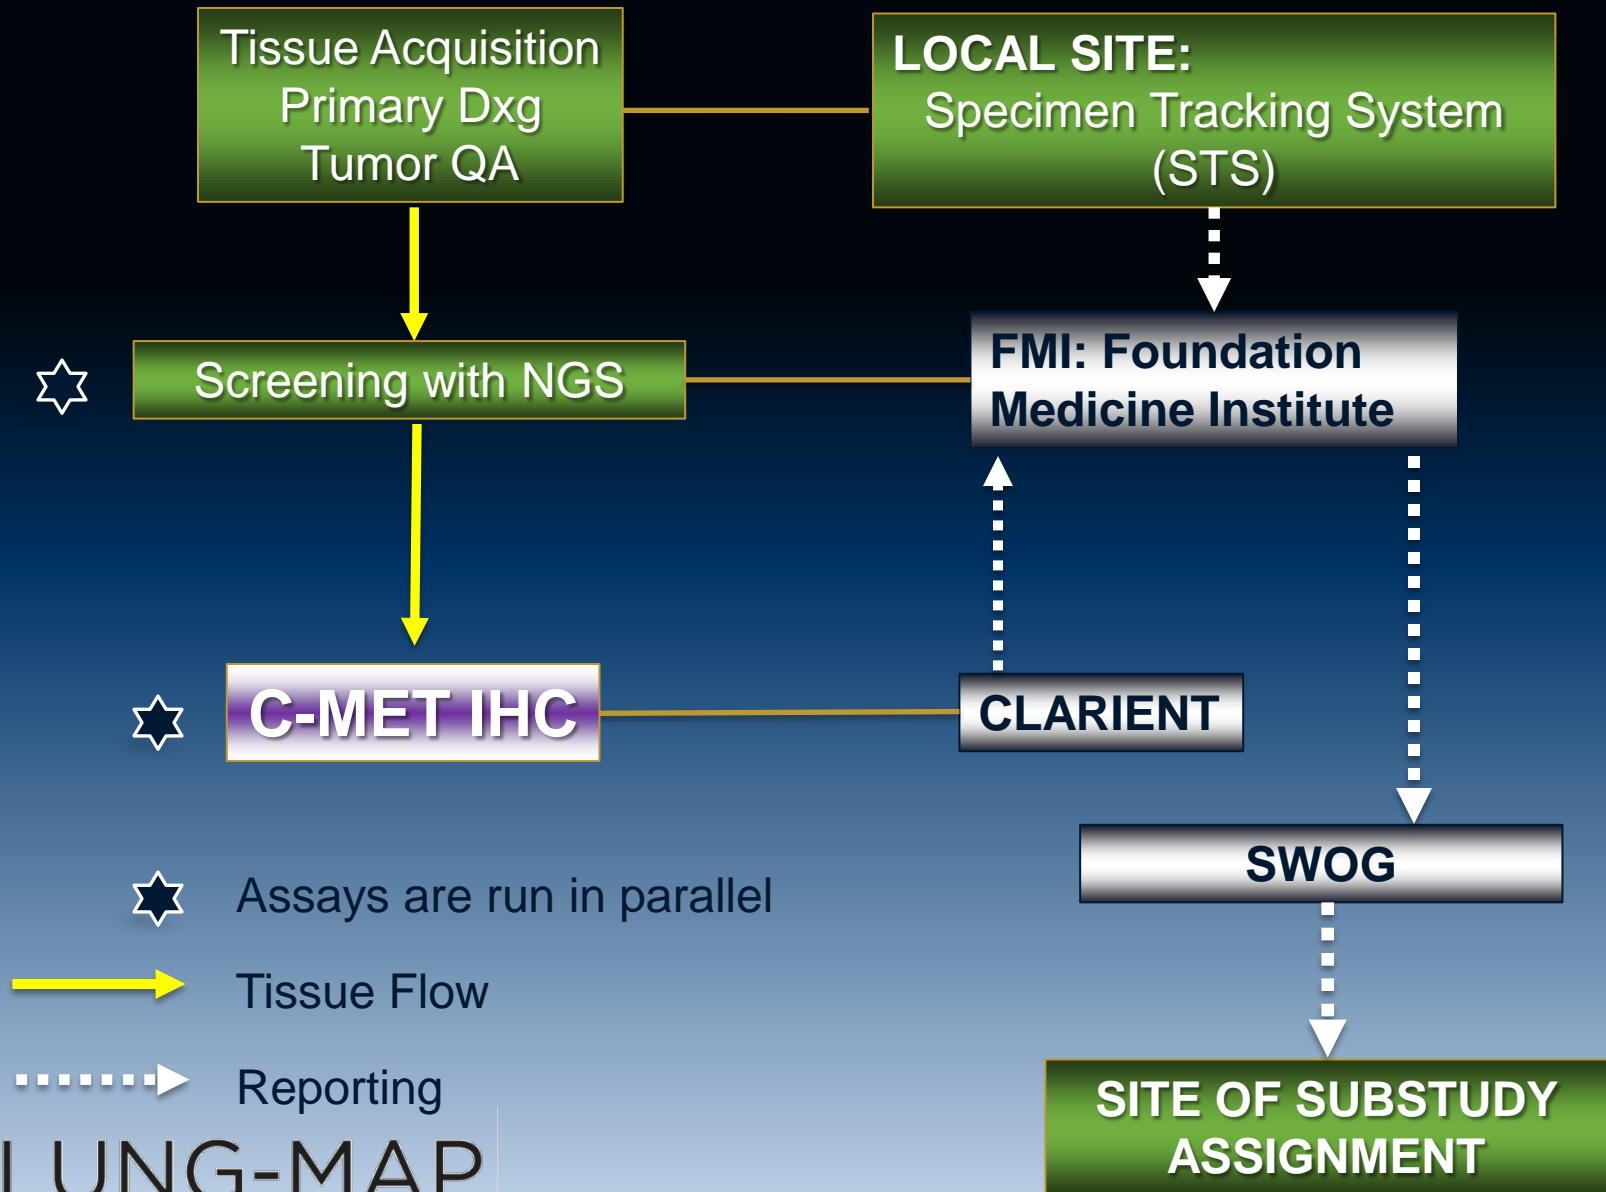 Tissue Acquisition
Primary Dxg
Tumor QA
LOCAL SITE:
Specimen Tracking System
(STS)
Screening with NGS
FMI: Foundation
Medicine Institute
C-MET IHC
CLARIENT
SWOG
Assays are run in parallel
Tissue Flow
Reporting
SITE OF SUBSTUDY
ASSIGNMENT
LUNG-MAP